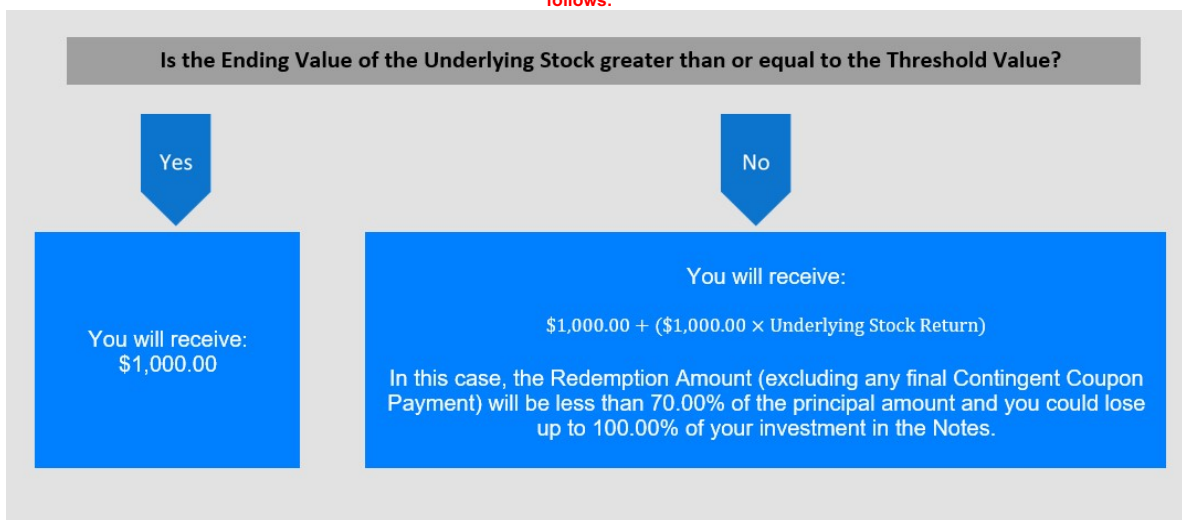 follows:
Is the Ending Value of the Underlying Stock greater than or equal to the Threshold Value?
Yes
No
You will receive:
$1,000.00
You will receive:
$1,000.00 + ($1,000.00 × Underlying Stock Return)
In this case, the Redemption Amount (excluding any final Contingent Coupon
Payment) will be less than 70.00% of the principal amount and you could lose
up to 100.00% of your investment in the Notes.